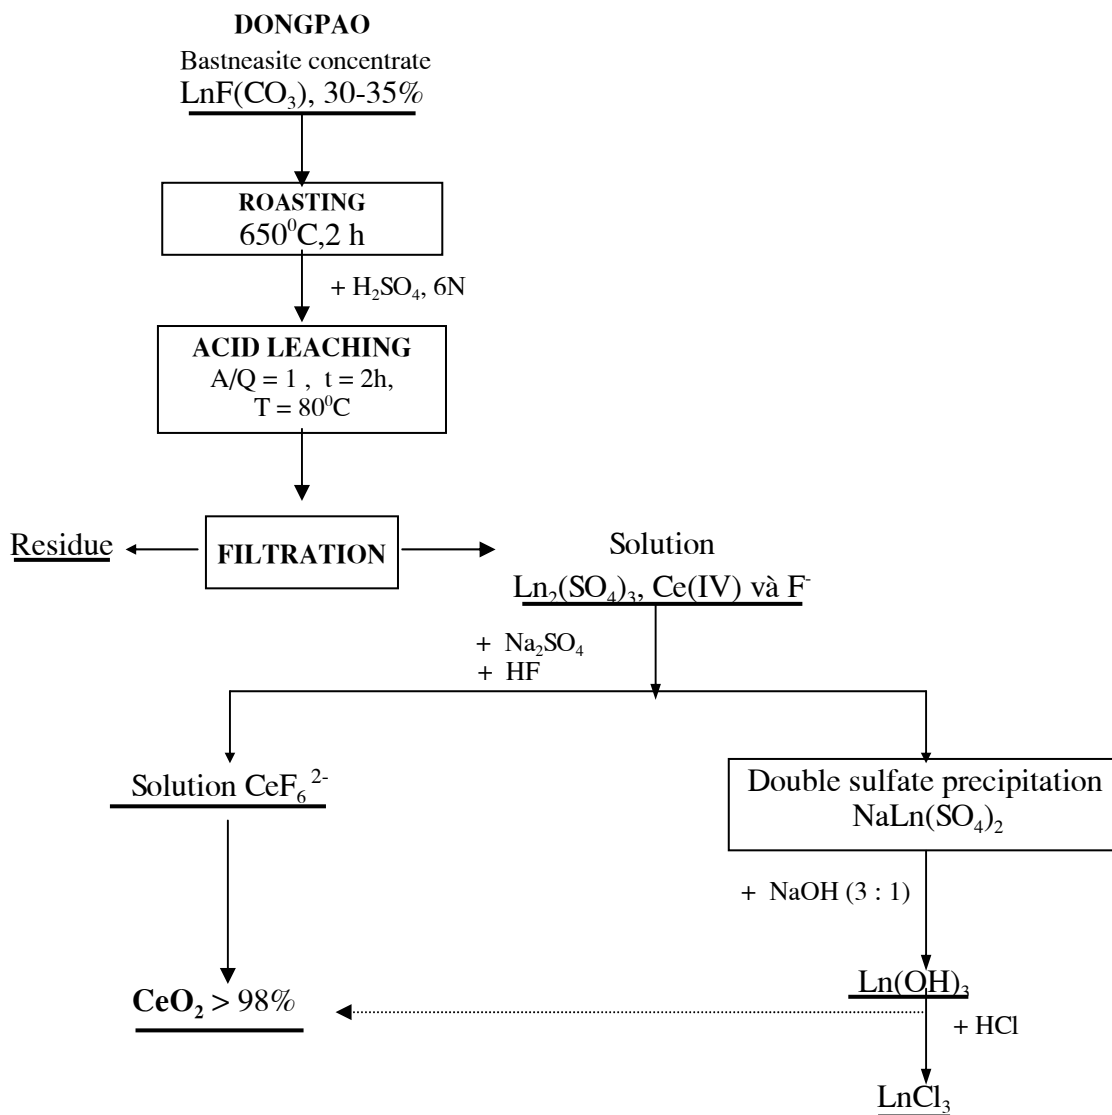 DONGPAO
Bastneasite concentrate
LnF(CO₃), 30-35%
ROASTING
650⁰C,2 h
+ H₂SO₄, 6N
ACID LEACHING
A/Q = 1 , t = 2h,
T = 80⁰C
Residue
FILTRATION
Solution
Ln₂(SO₄)₃, Ce(IV) và F⁻
+ Na₂SO₄
+ HF
Solution CeF₆²⁻
Double sulfate precipitation
NaLn(SO₄)₂
+ NaOH (3 : 1)
Ln(OH)₃
CeO₂ > 98%
+ HCl
LnCl₃